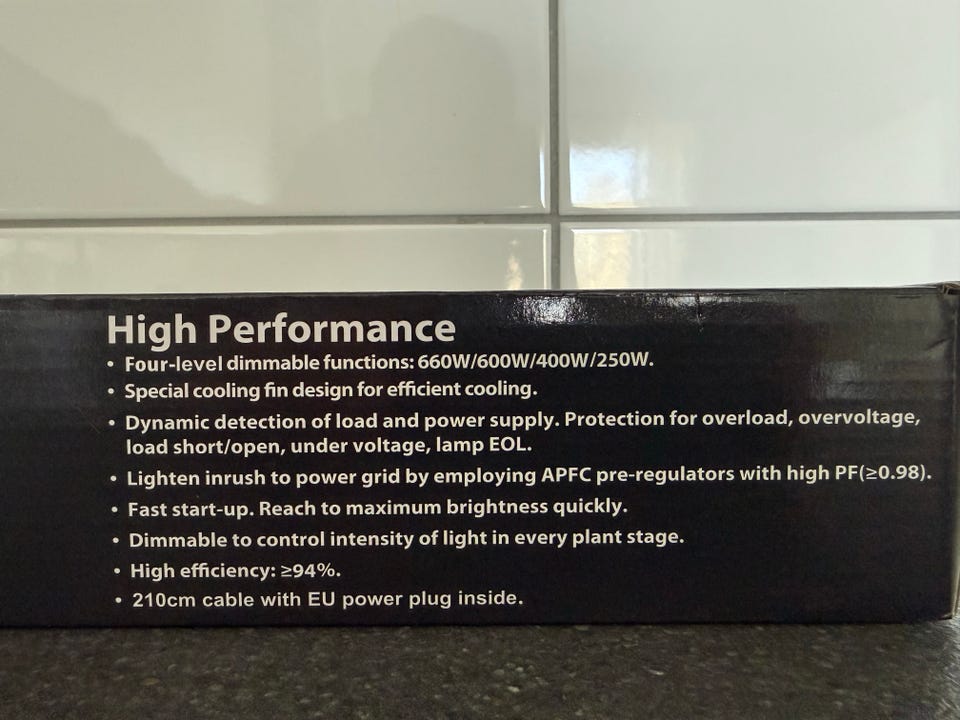 High Performance
• Four-level dimmable functions: 660W/600W/400W/250W.
• Special cooling fin design for efficient cooling.
• Dynamic detection of load and power supply. Protection for overload, overvoltage,
load short/open, under voltage, lamp EOL.
• Lighten inrush to power grid by employing APFC pre-regulators with high PF(≥0.98).
• Fast start-up. Reach to maximum brightness quickly.
• Dimmable to control intensity of light in every plant stage.
• High efficiency: ≥94%.
• 210cm cable with EU power plug inside.